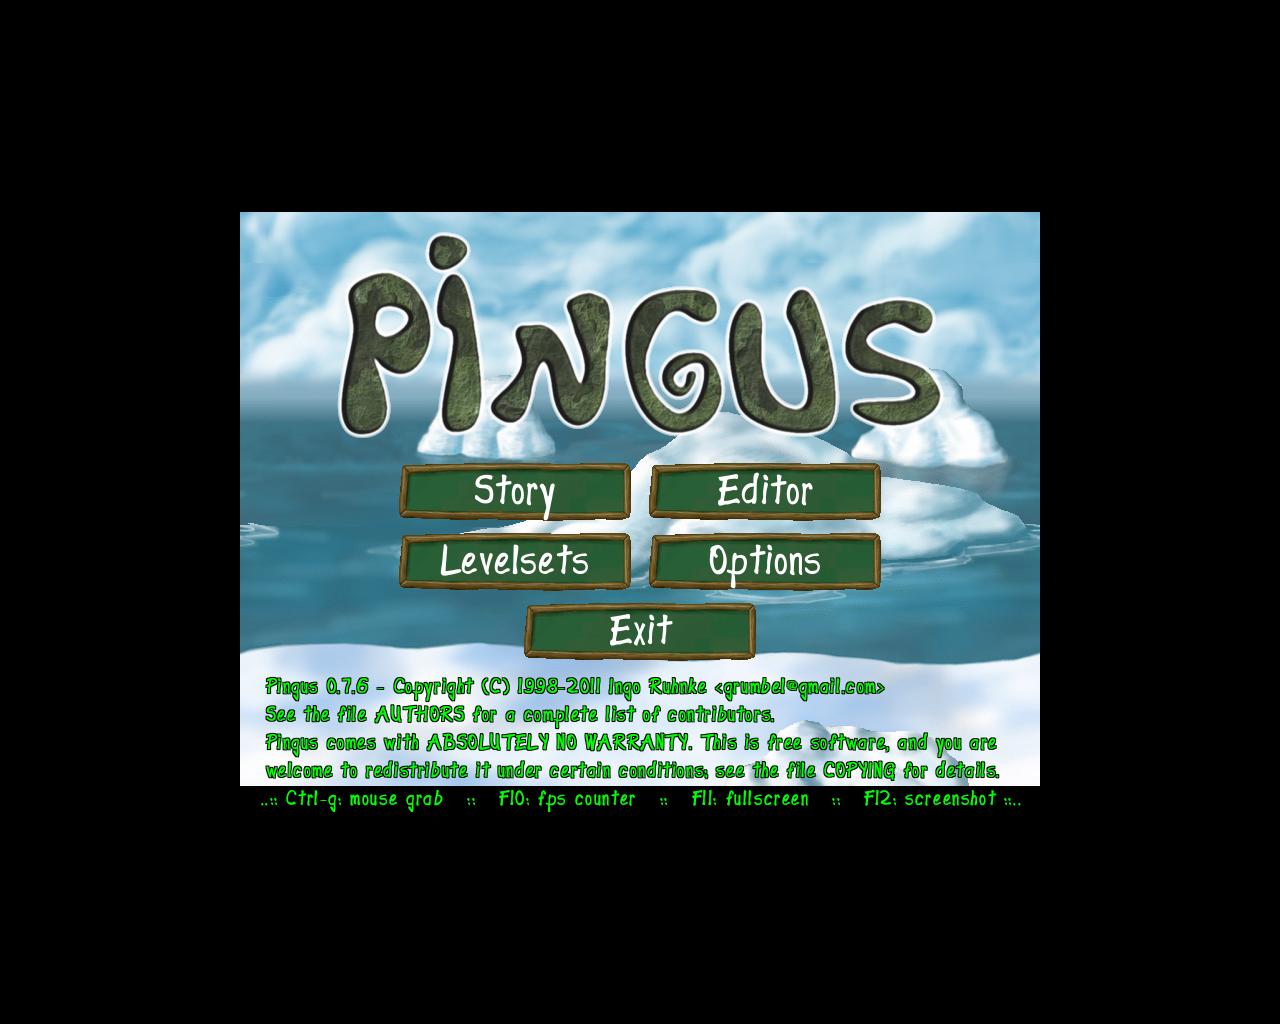 PiNGUS
Story
Editor
Levelsets
Options
Exit
Pingus 0.7.6 - Copyright (C) 1998-2011 Ingo Ruhnke <grumbel@gmail.com>
See the file AUTHORS for a complete list of contributors.
Pingus comes with ABSOLUTELY NO WARRANTY. This is free software, and you are
welcome to redistribute it under certain conditions; see the file COPYING for details.
..:: Ctrl-g: mouse grab :: F10: fps counter :: F11: fullscreen :: F12: screenshot ::..